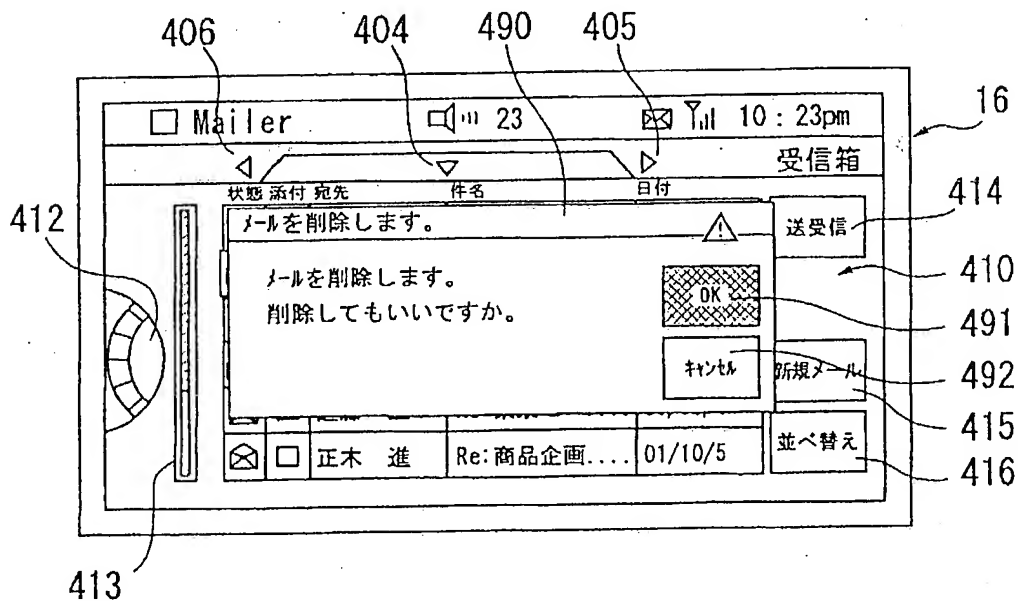 406 404 490 405
16
Mailer 23 10:23pm
受信箱
状態 添付 宛先 件名 日付
412
メールを削除します。
送受信
414
410
メールを削除します。
削除してもいいですか。
OK
491
キャンセル
492
新規メール
415
正木 進 Re:商品企画.... 01/10/5
並べ替え
416
413